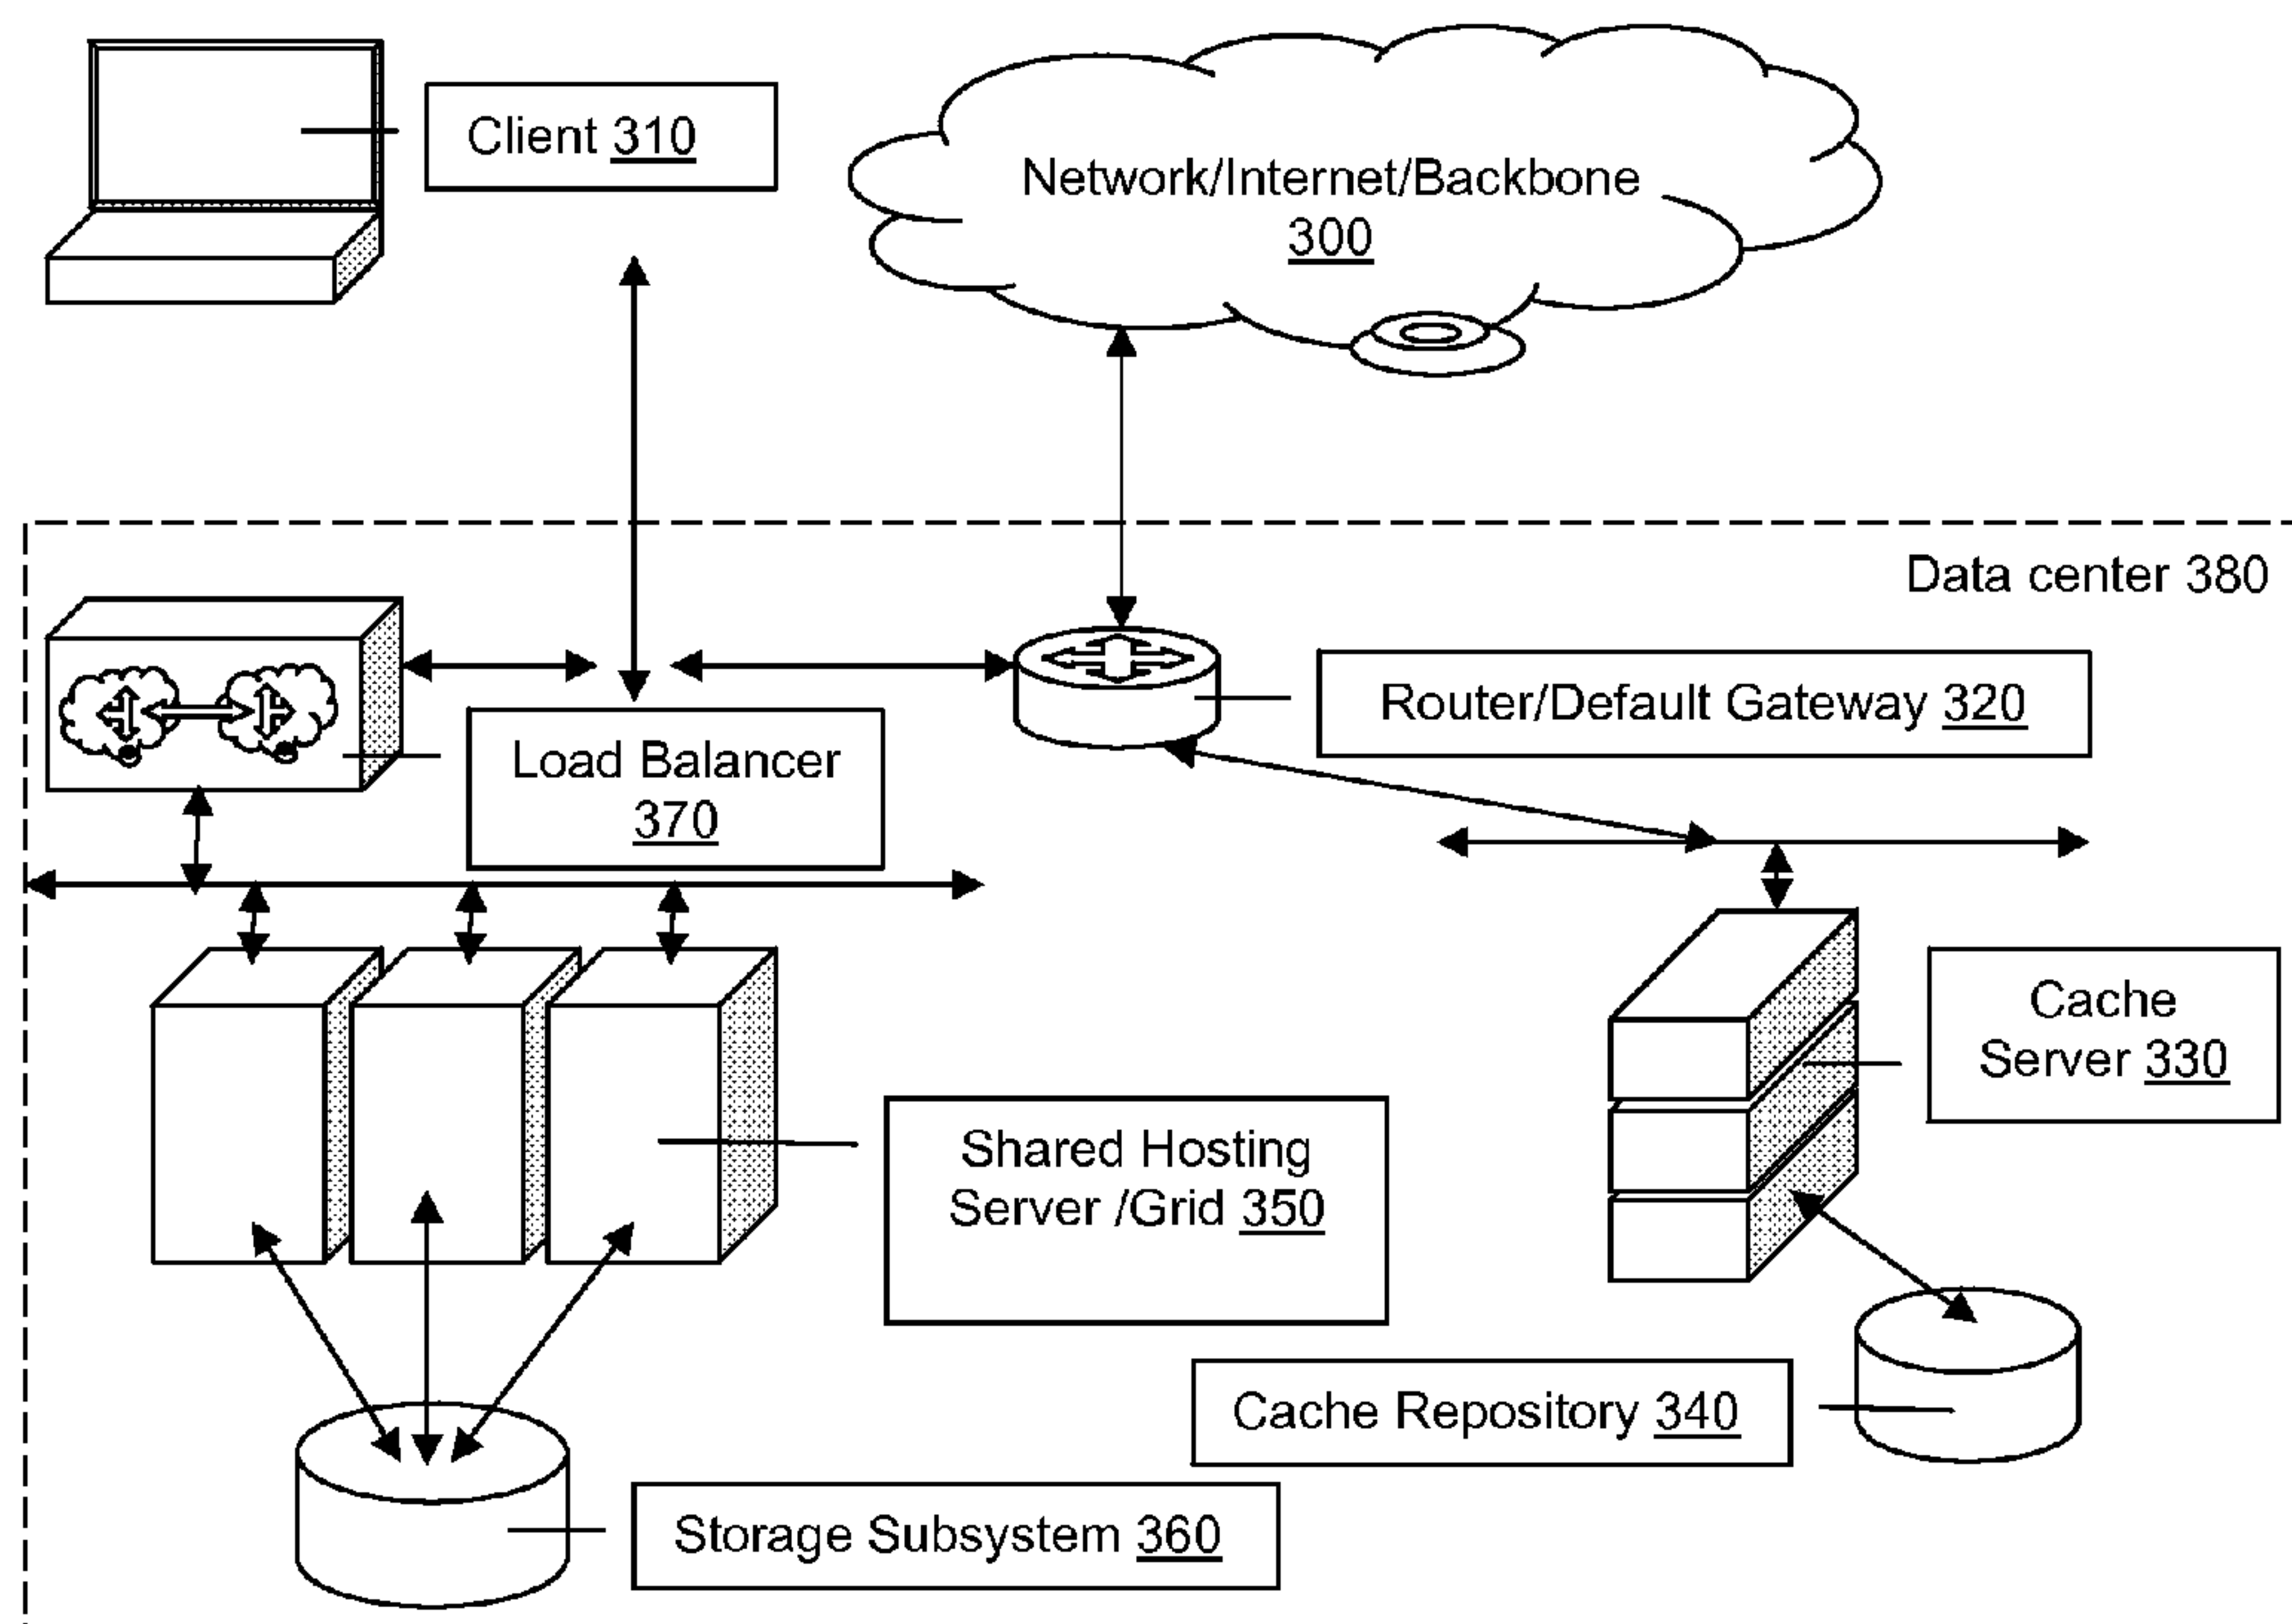 Client 310
Network/Internet/Backbone
300
Data center 380
Router/Default Gateway 320
Load Balancer
370
Cache
Server 330
Shared Hosting
Server /Grid 350
Cache Repository 340
Storage Subsystem 360